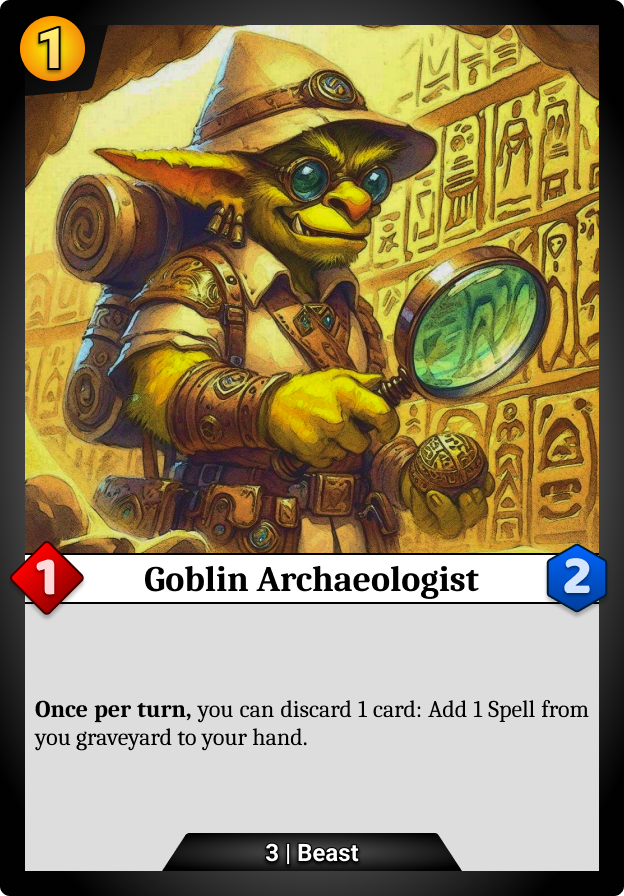 1
Goblin Archaeologist
1
2
Once per turn, you can discard 1 card: Add 1 Spell from
you graveyard to your hand.
3 | Beast